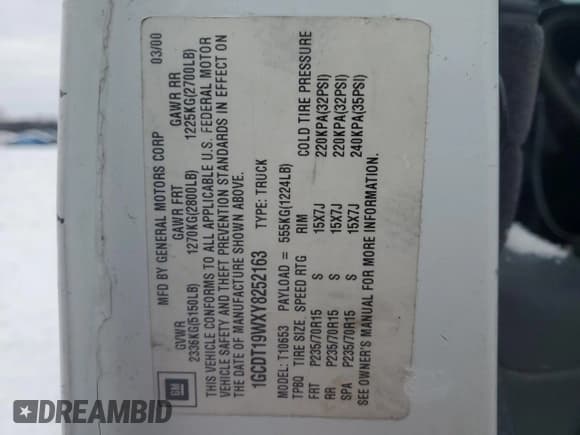 GM
MFD BY GENERAL MOTORS CORP 03/00
GVWR GAWR FRT GAWR RR
2336KG(5150LB) 1270KG(2800LB) 1225KG(2700LB)
THIS VEHICLE CONFORMS TO ALL APPLICABLE U.S. FEDERAL MOTOR
VEHICLE SAFETY AND THEFT PREVENTION STANDARDS IN EFFECT ON
THE DATE OF MANUFACTURE SHOWN ABOVE.
1GCDT19WXY8252163 TYPE: TRUCK
MODEL: T10653 PAYLOAD = 555KG(1224LB)
TPBQ TIRE SIZE SPEED RTG RIM COLD TIRE PRESSURE
FRT P235/70R15 S 15X7J 220KPA(32PSI)
RR P235/70R15 S 15X7J 220KPA(32PSI)
SPA P235/70R15 S 15X7J 240KPA(35PSI)
SEE OWNER'S MANUAL FOR MORE INFORMATION.
DREAMBID